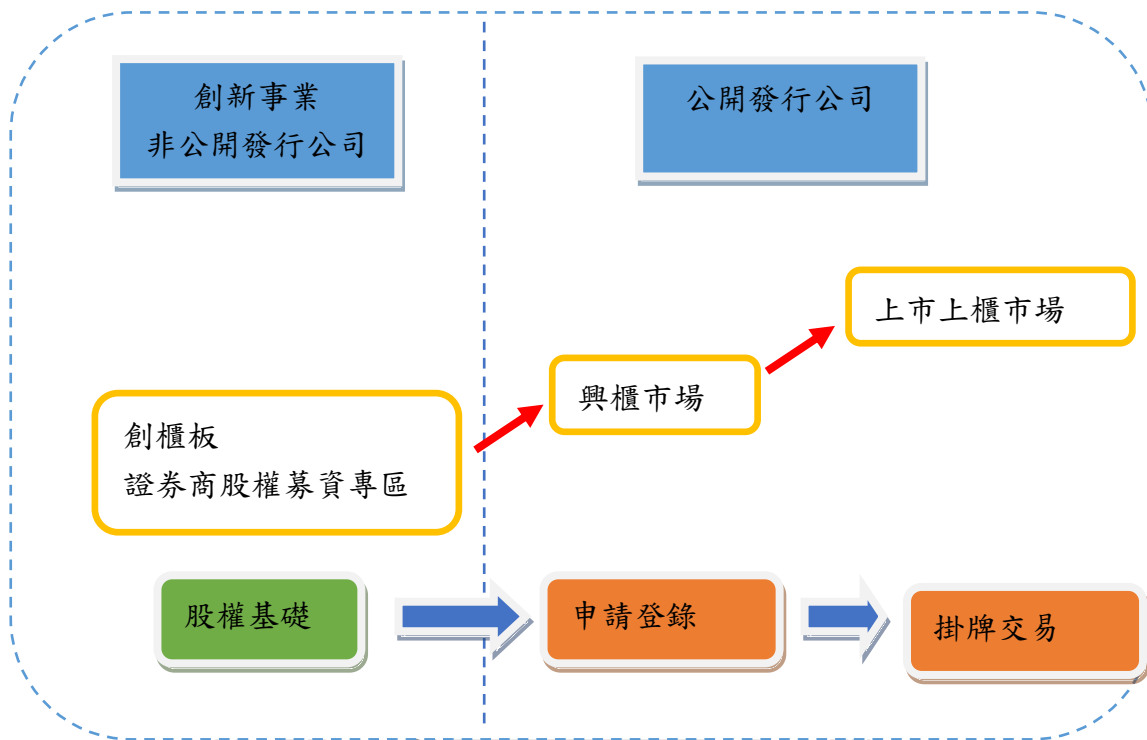 創新事業
非公開發行公司
公開發行公司
上市上櫃市場
興櫃市場
創櫃板
證券商股權募資專區
股權基礎
申請登錄
掛牌交易